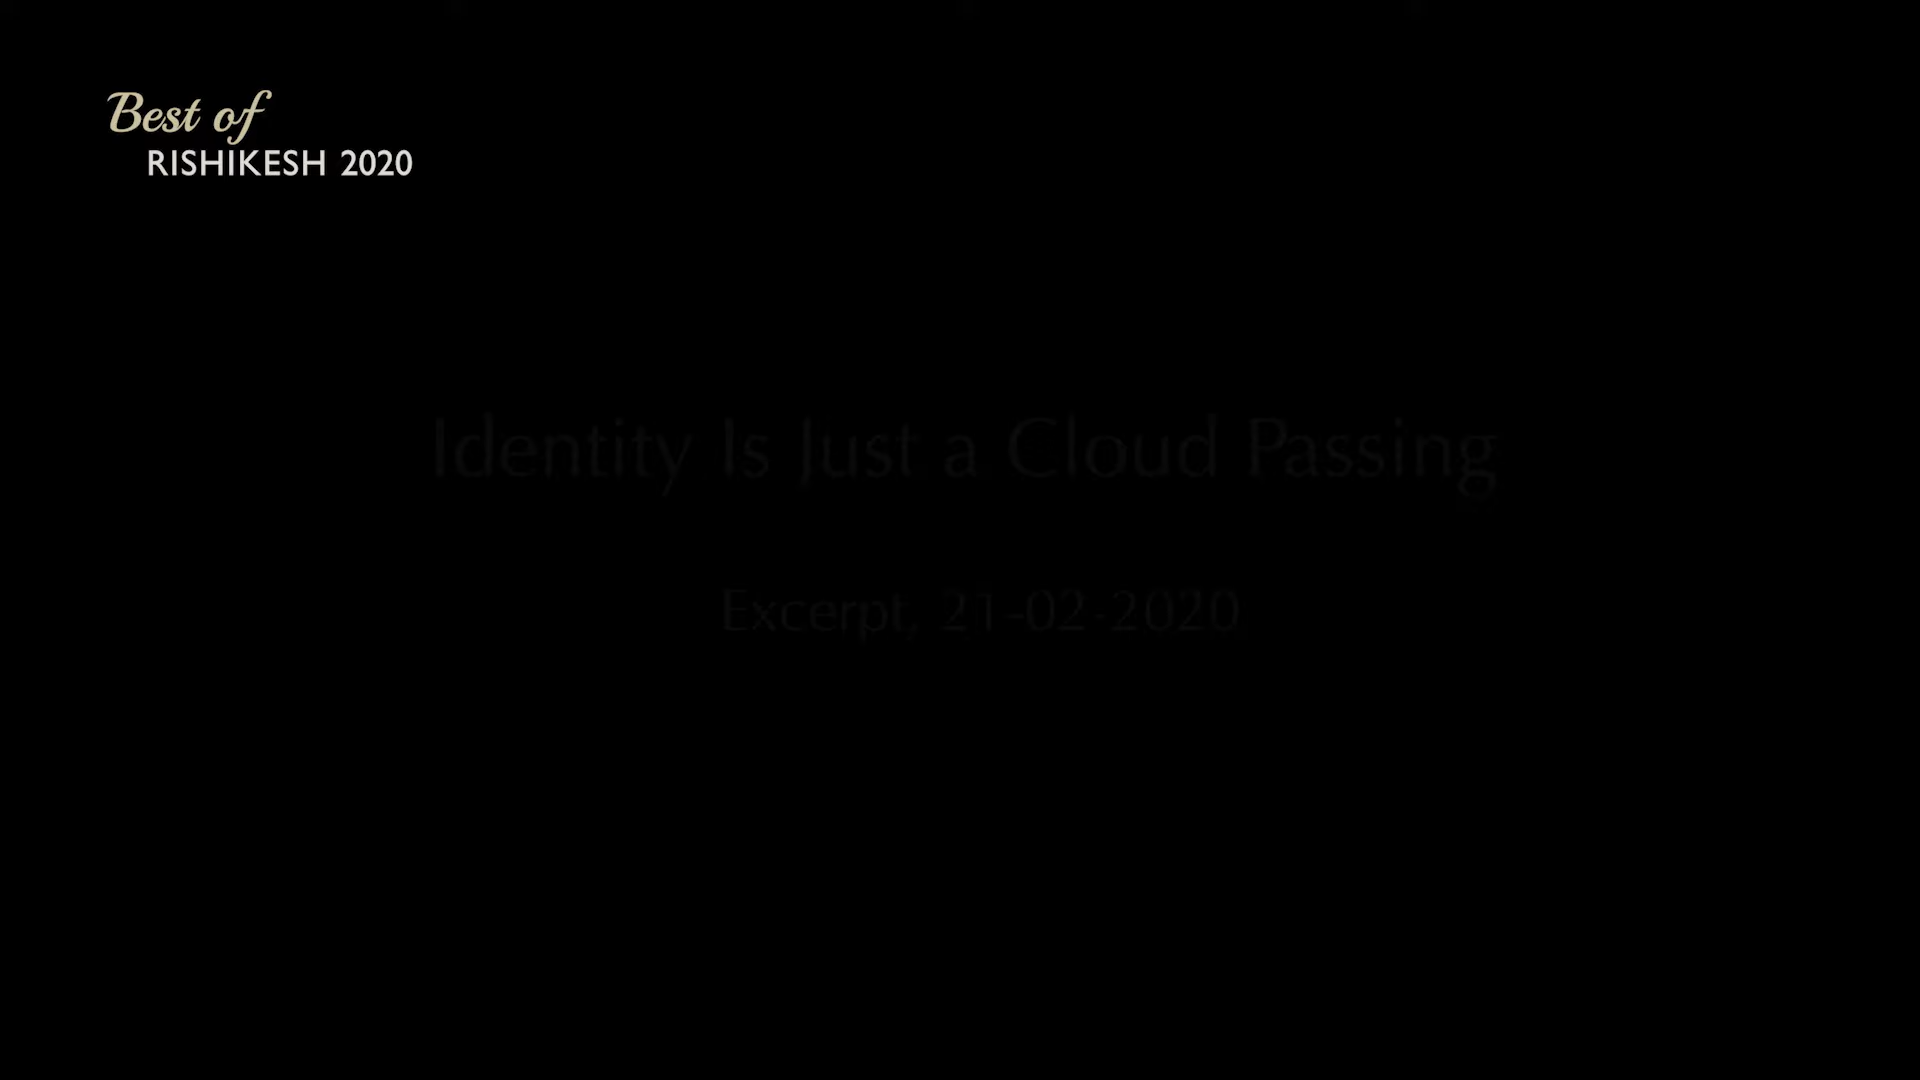 Best of
RISHIKESH 2020
Identity Is Just a Cloud Passing
Excerpt, 21-02-2020